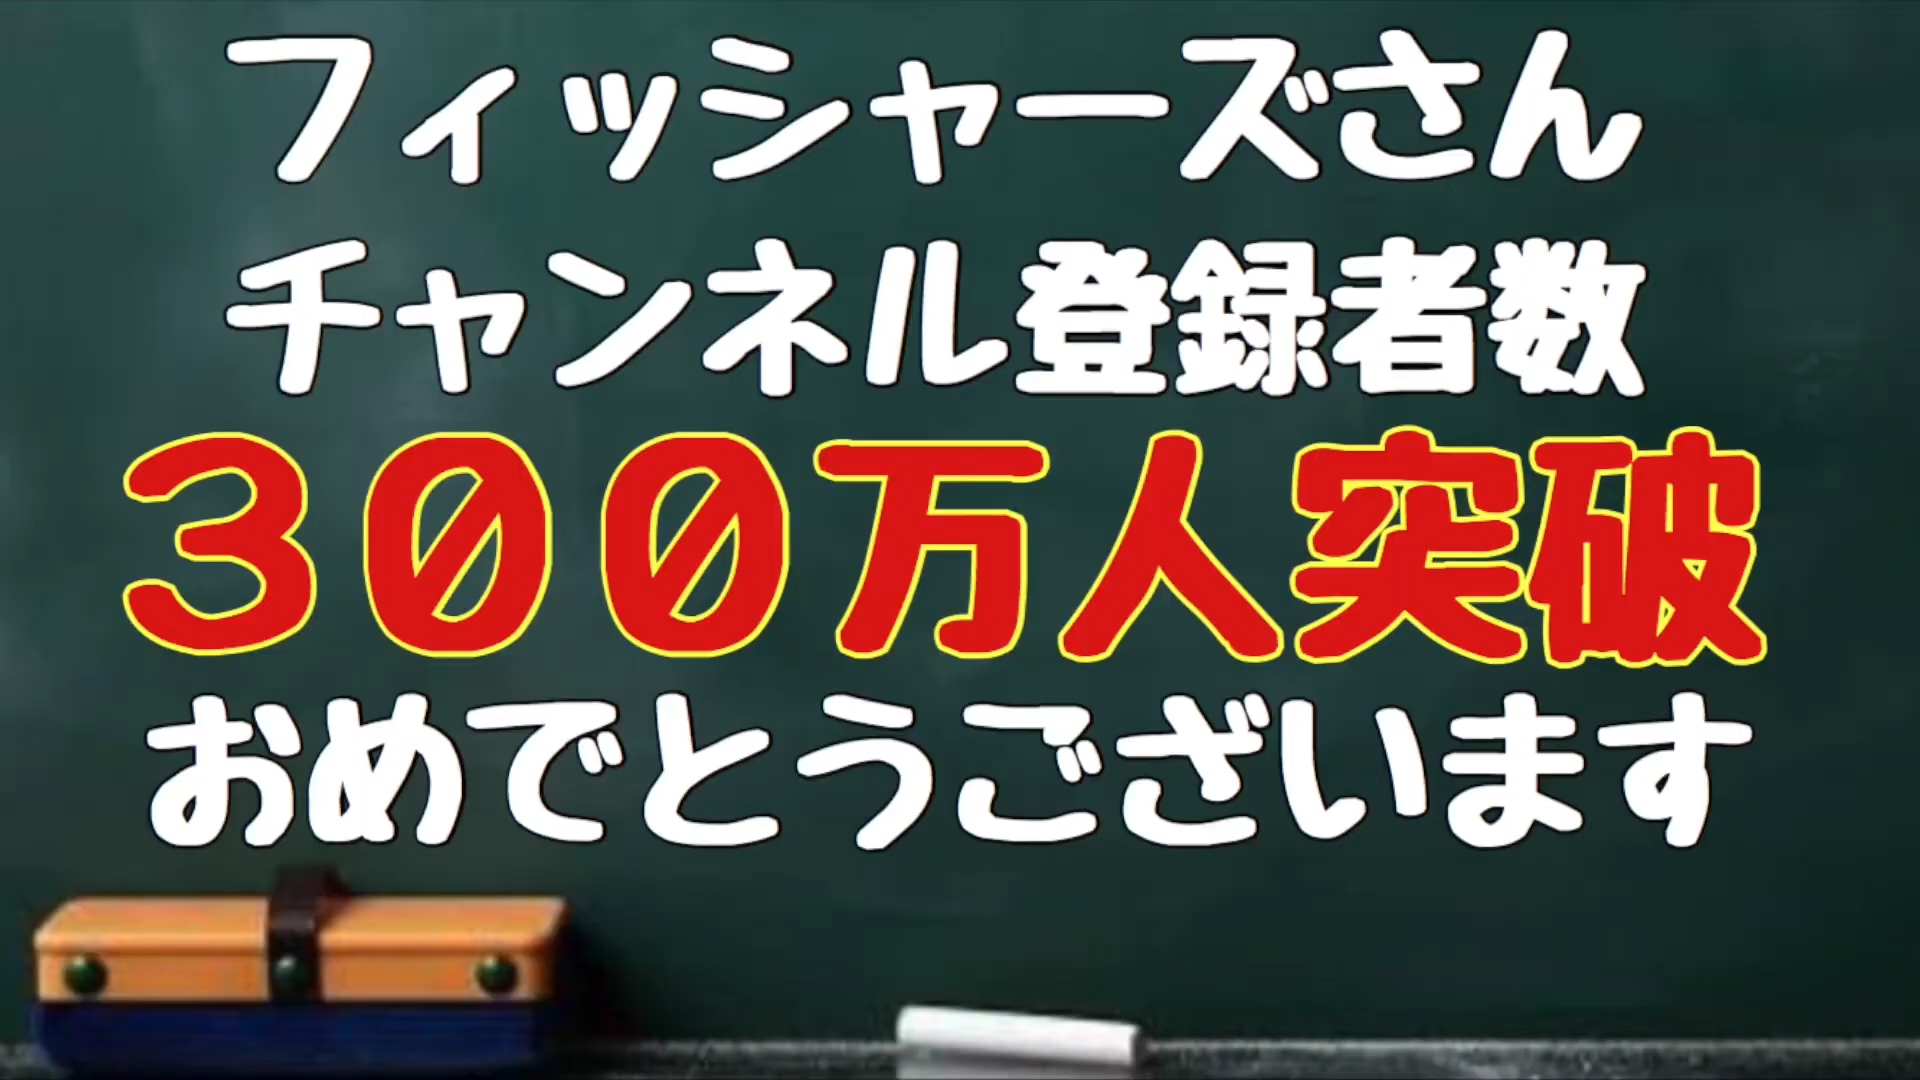 フィッシャーズさん
チャンネル登録者数
３００万人突破
おめでとうございます